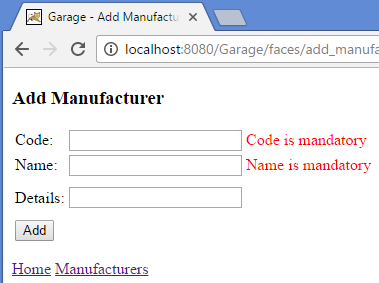 Garage - Add Manufactu
localhost:8080/Garage/faces/add_manufa
Add Manufacturer
Code: Code is mandatory
Name: Name is mandatory
Details:
Add
Home Manufacturers